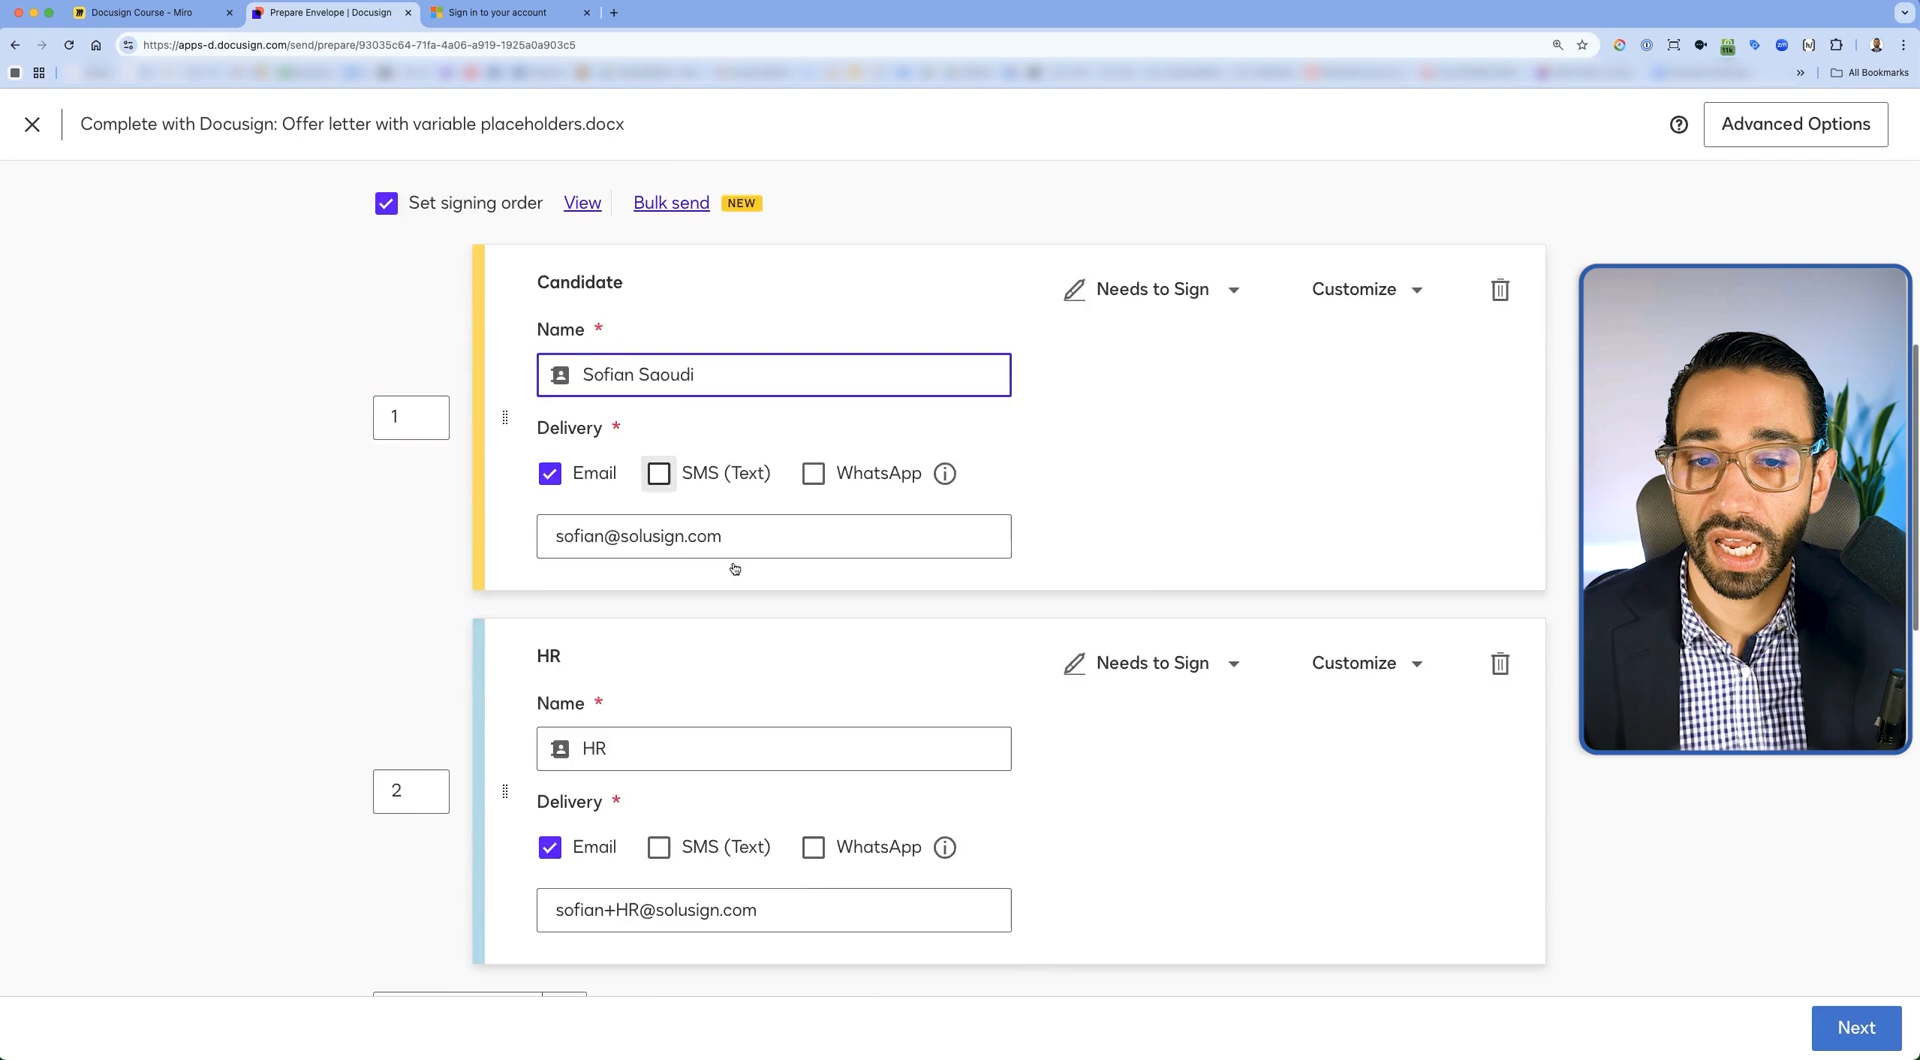 Docusign Course - Miro
Prepare Envelope | Docusign
Sign in to your account
https://apps-d.docusign.com/send/prepare/93035c64-71fa-4a06-a919-1925a0a903c5
11k
All Bookmarks
Complete with Docusign: Offer letter with variable placeholders.docx
Advanced Options
Set signing order
View
Bulk send
NEW
Candidate
Needs to Sign
Customize
Name *
Sofian Saoudi
1
Delivery *
Email
SMS (Text)
WhatsApp
sofian@solusign.com
HR
Needs to Sign
Customize
Name *
HR
2
Delivery *
Email
SMS (Text)
WhatsApp
sofian+HR@solusign.com
Next